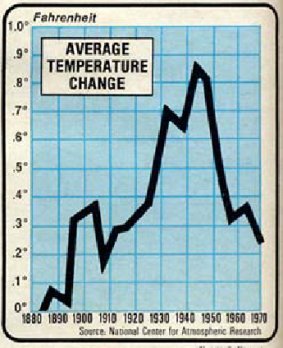 Fahrenheit
1.0°
AVERAGE
TEMPERATURE
CHANGE
.9°
.8°
.7°
.6°
.5°
.4°
.3°
.2°
.1°
0°
1880 1890 1900 1910 1920 1930 1940 1950 1960 1970
Source: National Center for Atmospheric Research